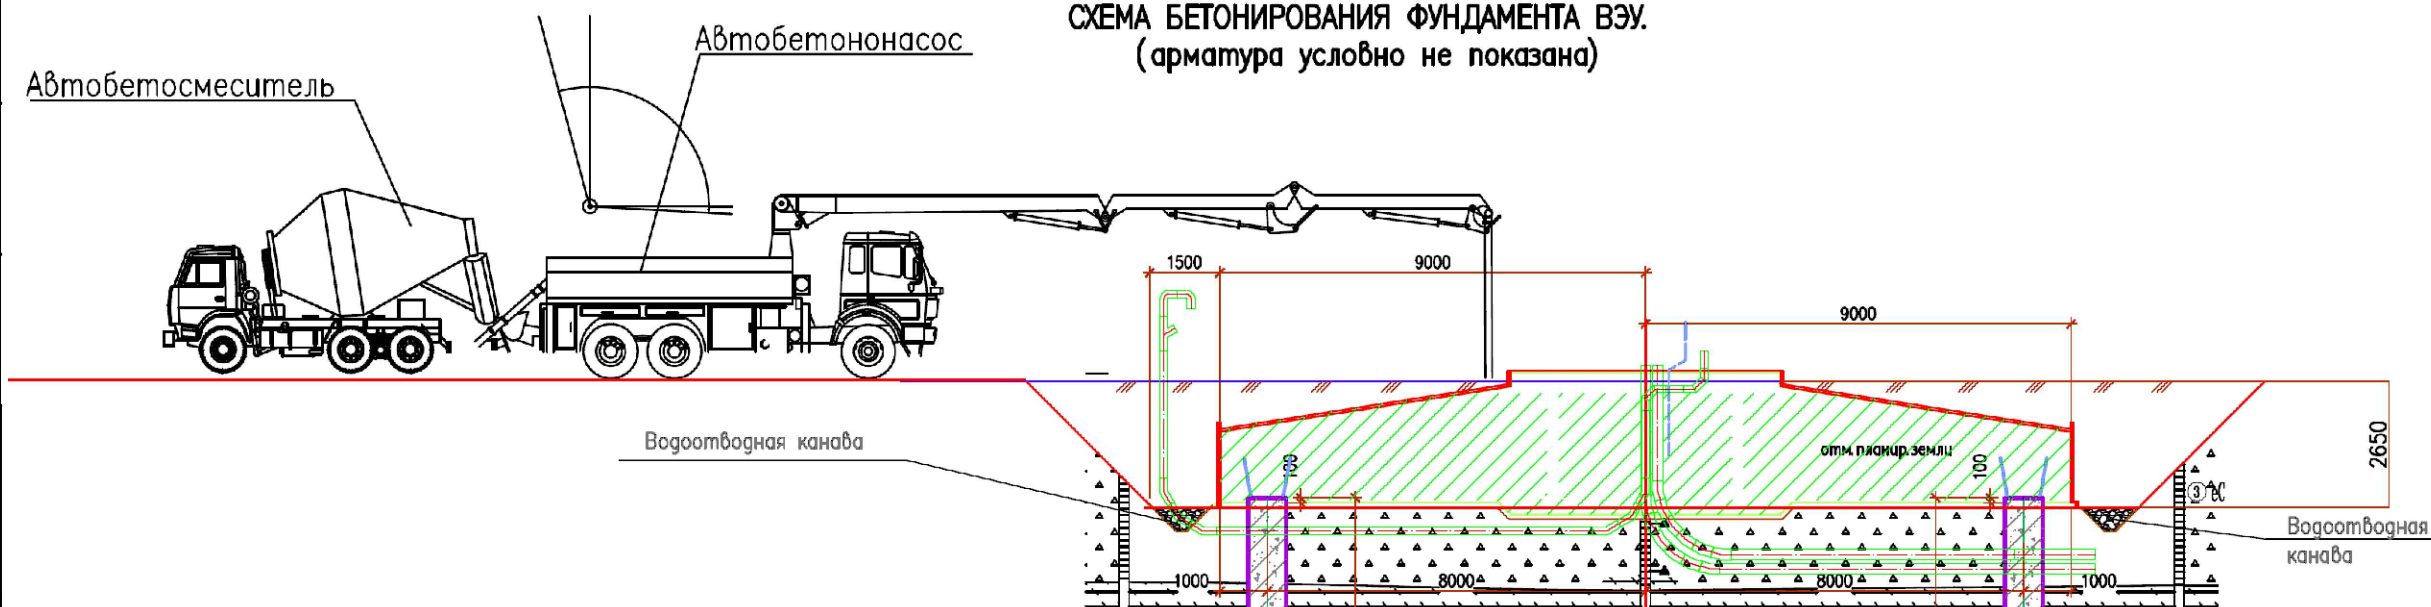 СХЕМА БЕТОНИРОВАНИЯ ФУНДАМЕНТА ВЭУ.
(арматура условно не показана)
Автобетононасос
Автобетосмеситель
1500
9000
9000
Водоотводная канава
100
отм. планир. земли
100
2650
3
Водоотводная
канава
1000
8000
8000
1000